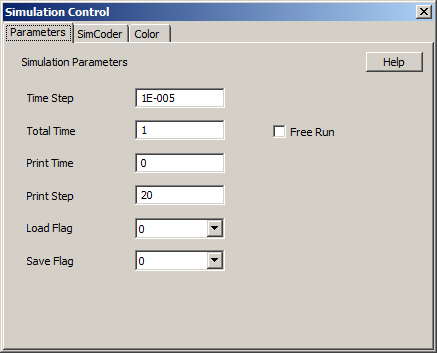 Simulation Control
Parameters SimCoder Color
Simulation Parameters Help
Time Step 1E-005
Total Time 1 Free Run
Print Time 0
Print Step 20
Load Flag 0
Save Flag 0